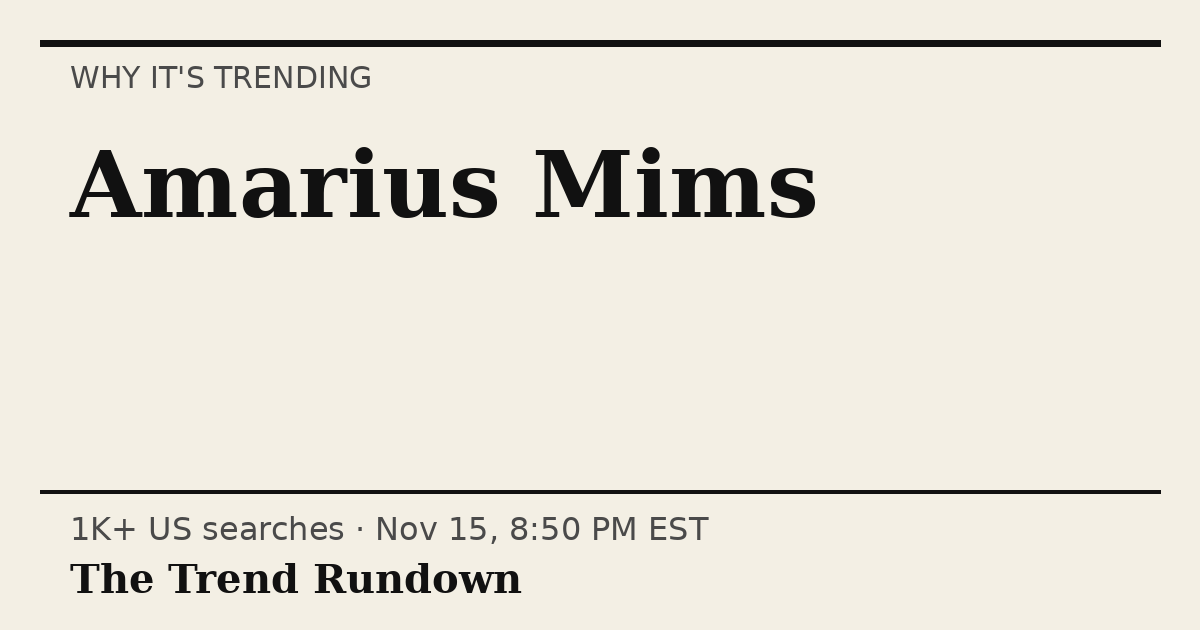 WHY IT'S TRENDING
Amarius Mims
1K+ US searches · Nov 15, 8:50 PM EST
The Trend Rundown